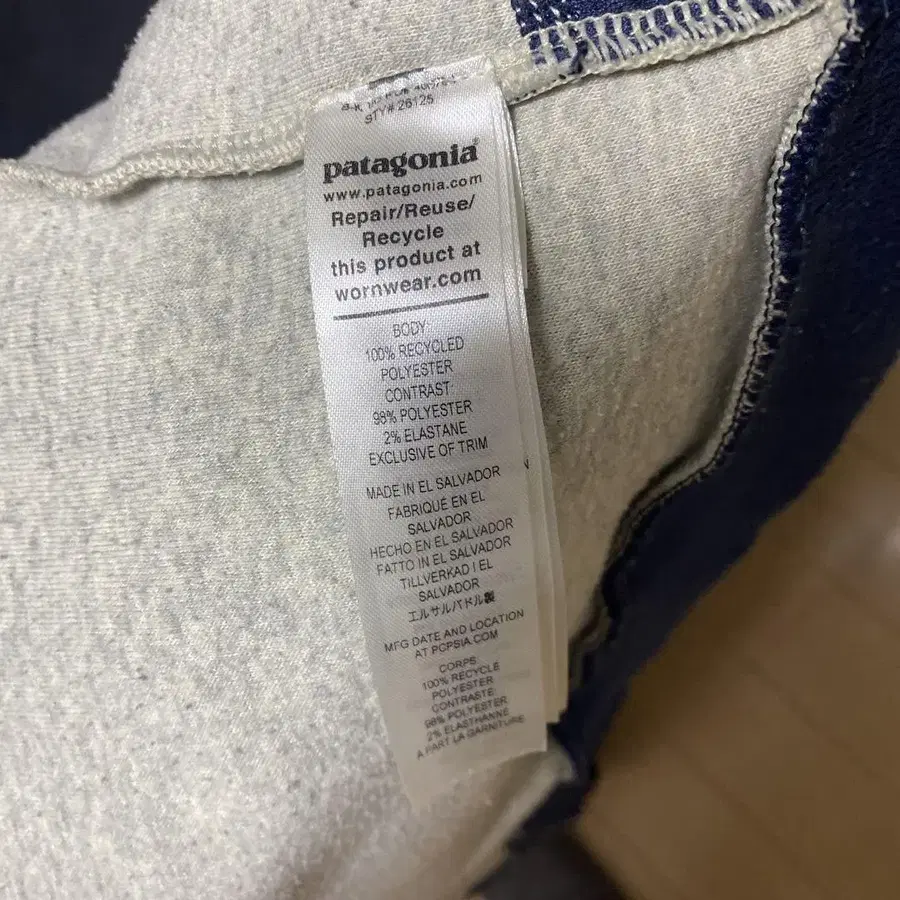 STY# 26125
patagonia®
www.patagonia.com
Repair/Reuse/
Recycle
this product at
wornwear.com
BODY
100% RECYCLED
POLYESTER
CONTRAST:
98% POLYESTER
2% ELASTANE
EXCLUSIVE OF TRIM
MADE IN EL SALVADOR
FABRIQUÉ EN EL
SALVADOR
HECHO EN EL SALVADOR
FATTO IN EL SALVADOR
TILLVERKAD I EL
SALVADOR
エルサルバドル製
MFG DATE AND LOCATION
AT PCPSIA.COM
CORPS:
100% RECYCLE
POLYESTER
CONTRASTE:
98% POLYESTER
2% ELASTHANNE
A PART LA GARNITURE